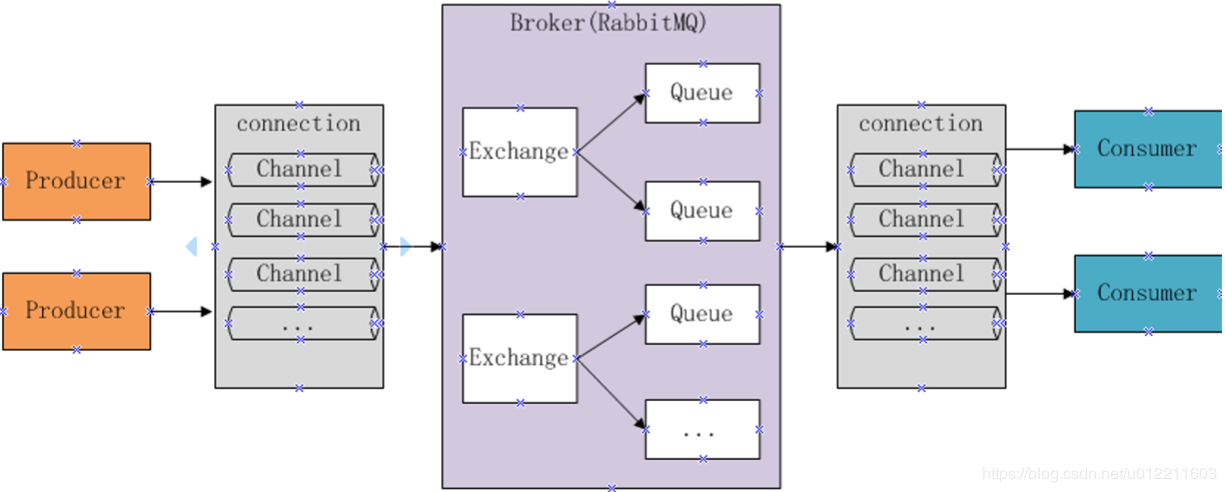 Producer
Producer
connection
Channel
Channel
Channel
...
Broker(RabbitMQ)
Exchange
Queue
Queue
Exchange
Queue
...
connection
Channel
Channel
Channel
...
Consumer
Consumer
https://blog.csdn.net/u012211603